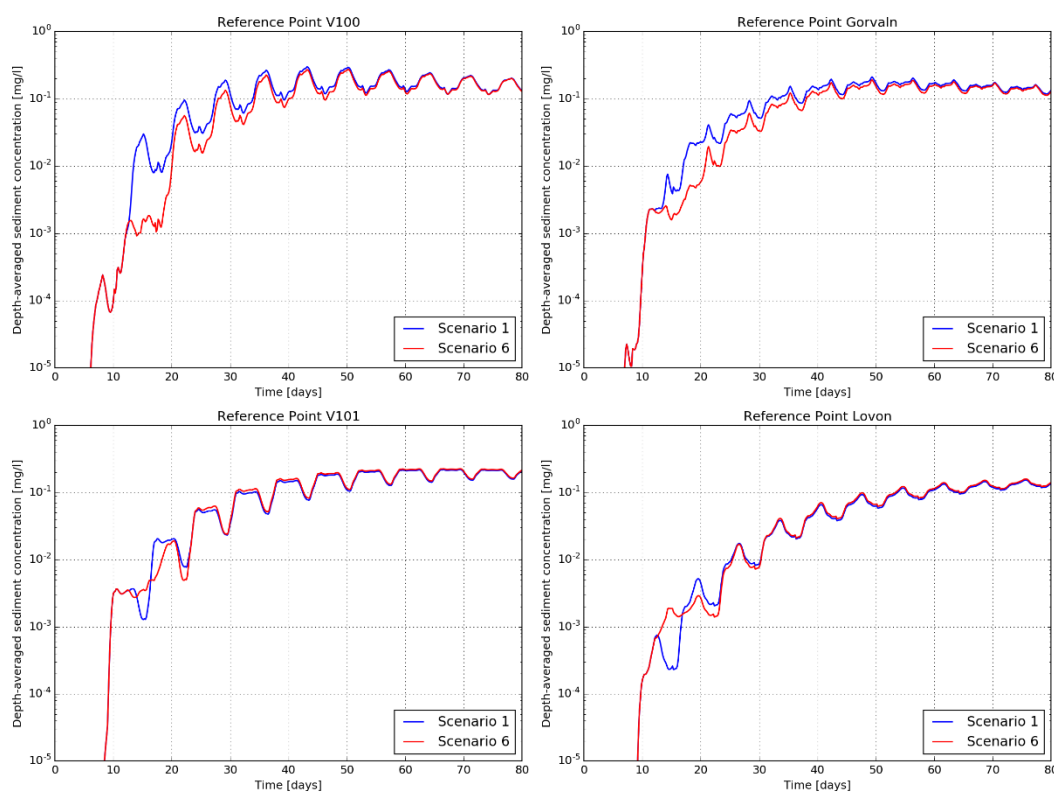 Reference Point V100
Depth-averaged sediment concentration [mg/l]
10^0
10^-1
10^-2
10^-3
10^-4
10^-5
Scenario 1
Scenario 6
0 10 20 30 40 50 60 70 80
Time [days]
Reference Point Gorvaln
Depth-averaged sediment concentration [mg/l]
10^0
10^-1
10^-2
10^-3
10^-4
10^-5
Scenario 1
Scenario 6
0 10 20 30 40 50 60 70 80
Time [days]
Reference Point V101
Depth-averaged sediment concentration [mg/l]
10^0
10^-1
10^-2
10^-3
10^-4
10^-5
Scenario 1
Scenario 6
0 10 20 30 40 50 60 70 80
Time [days]
Reference Point Lovon
Depth-averaged sediment concentration [mg/l]
10^0
10^-1
10^-2
10^-3
10^-4
10^-5
Scenario 1
Scenario 6
0 10 20 30 40 50 60 70 80
Time [days]